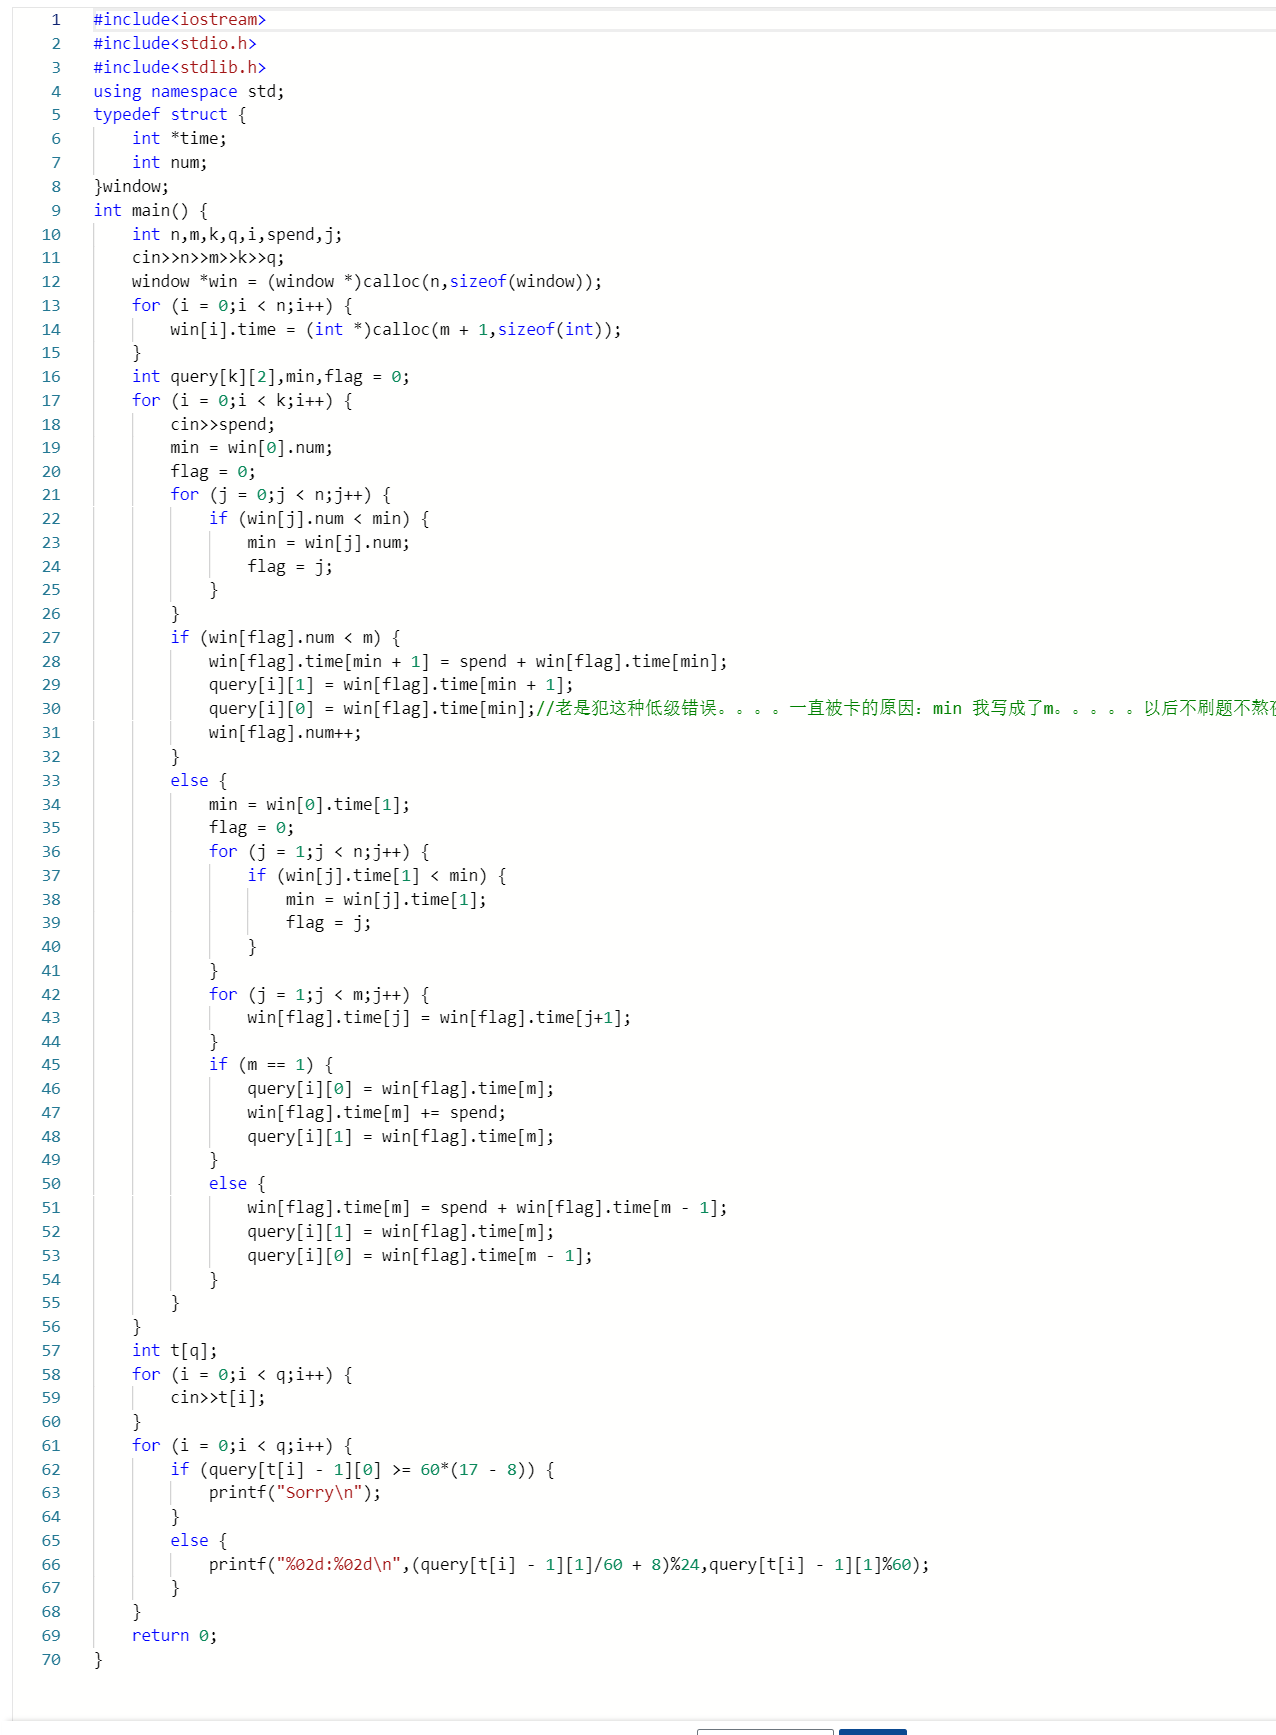 1 #include<iostream>
2 #include<stdio.h>
3 #include<stdlib.h>
4 using namespace std;
5 typedef struct {
6 int *time;
7 int num;
8 }window;
9 int main() {
10 int n,m,k,q,i,spend,j;
11 cin>>n>>m>>k>>q;
12 window *win = (window *)calloc(n,sizeof(window));
13 for (i = 0;i < n;i++) {
14 win[i].time = (int *)calloc(m + 1,sizeof(int));
15 }
16 int query[k][2],min,flag = 0;
17 for (i = 0;i < k;i++) {
18 cin>>spend;
19 min = win[0].num;
20 flag = 0;
21 for (j = 0;j < n;j++) {
22 if (win[j].num < min) {
23 min = win[j].num;
24 flag = j;
25 }
26 }
27 if (win[flag].num < m) {
28 win[flag].time[min + 1] = spend + win[flag].time[min];
29 query[i][1] = win[flag].time[min + 1];
30 query[i][0] = win[flag].time[min];//老是犯这种低级错误。。。。一直被卡的原因：min 我写成了m。。。。。以后不刷题不熬
31 win[flag].num++;
32 }
33 else {
34 min = win[0].time[1];
35 flag = 0;
36 for (j = 1;j < n;j++) {
37 if (win[j].time[1] < min) {
38 min = win[j].time[1];
39 flag = j;
40 }
41 }
42 for (j = 1;j < m;j++) {
43 win[flag].time[j] = win[flag].time[j+1];
44 }
45 if (m == 1) {
46 query[i][0] = win[flag].time[m];
47 win[flag].time[m] += spend;
48 query[i][1] = win[flag].time[m];
49 }
50 else {
51 win[flag].time[m] = spend + win[flag].time[m - 1];
52 query[i][1] = win[flag].time[m];
53 query[i][0] = win[flag].time[m - 1];
54 }
55 }
56 }
57 int t[q];
58 for (i = 0;i < q;i++) {
59 cin>>t[i];
60 }
61 for (i = 0;i < q;i++) {
62 if (query[t[i] - 1][0] >= 60*(17 - 8)) {
63 printf("Sorry\n");
64 }
65 else {
66 printf("%02d:%02d\n",(query[t[i] - 1][1]/60 + 8)%24,query[t[i] - 1][1]%60);
67 }
68 }
69 return 0;
70 }